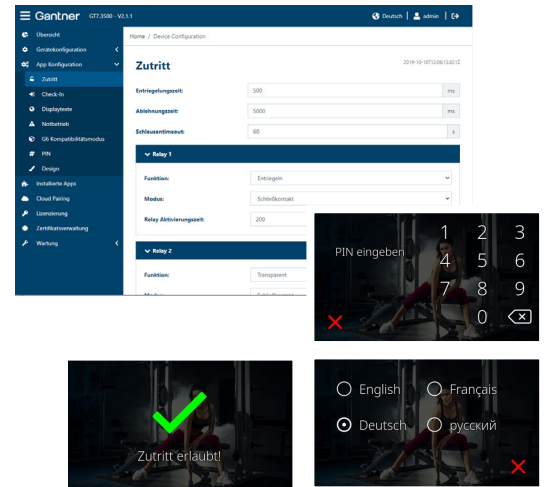 Gantner GT7.3500 - V2.1.1
Deutsch | admin |
Übersicht
Gerätekonfiguration
App Konfiguration
Zutritt
Check-In
Displaytexte
Notbetrieb
G6 Kompatibilitätsmodus
PIN
Design
Installierte Apps
Cloud Pairing
Lizenzierung
Zertifikatsverwaltung
Wartung
Home / Device Configuration
Zutritt
Entriegelungszeit: 500 ms
Ablehnungszeit: 5000 ms
Schleusentimeout: 60 s
Relay 1
Funktion: Entriegeln
Modus: Schließkontakt
Relay Aktivierungszeit: 200
Relay 2
Funktion: Transparent
PIN eingeben
1 2 3
4 5 6
7 8 9
0
Zutritt erlaubt!
English Français
Deutsch русский